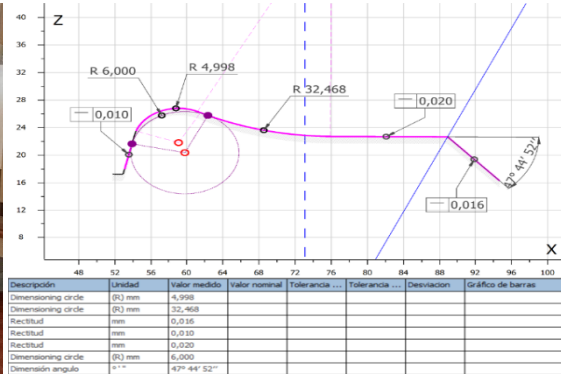 Z
40
36
32
28
24
20
16
12
8
R 6,000
R 4,998
R 32,468
0,010
0,020
47° 44' 52''
0,016
X
48 52 56 60 64 68 72 76 80 84 88 92 96 100
Descripción Unidad Valor medido Valor nominal Tolerancia ... Tolerancia ... Desviacion Gráfico de barras
Dimensioning circle (R) mm 4,998
Dimensioning circle (R) mm 32,468
Rectitud mm 0,016
Rectitud mm 0,010
Rectitud mm 0,020
Dimensioning circle (R) mm 6,000
Dimensión angulo ° ' '' 47° 44' 52''